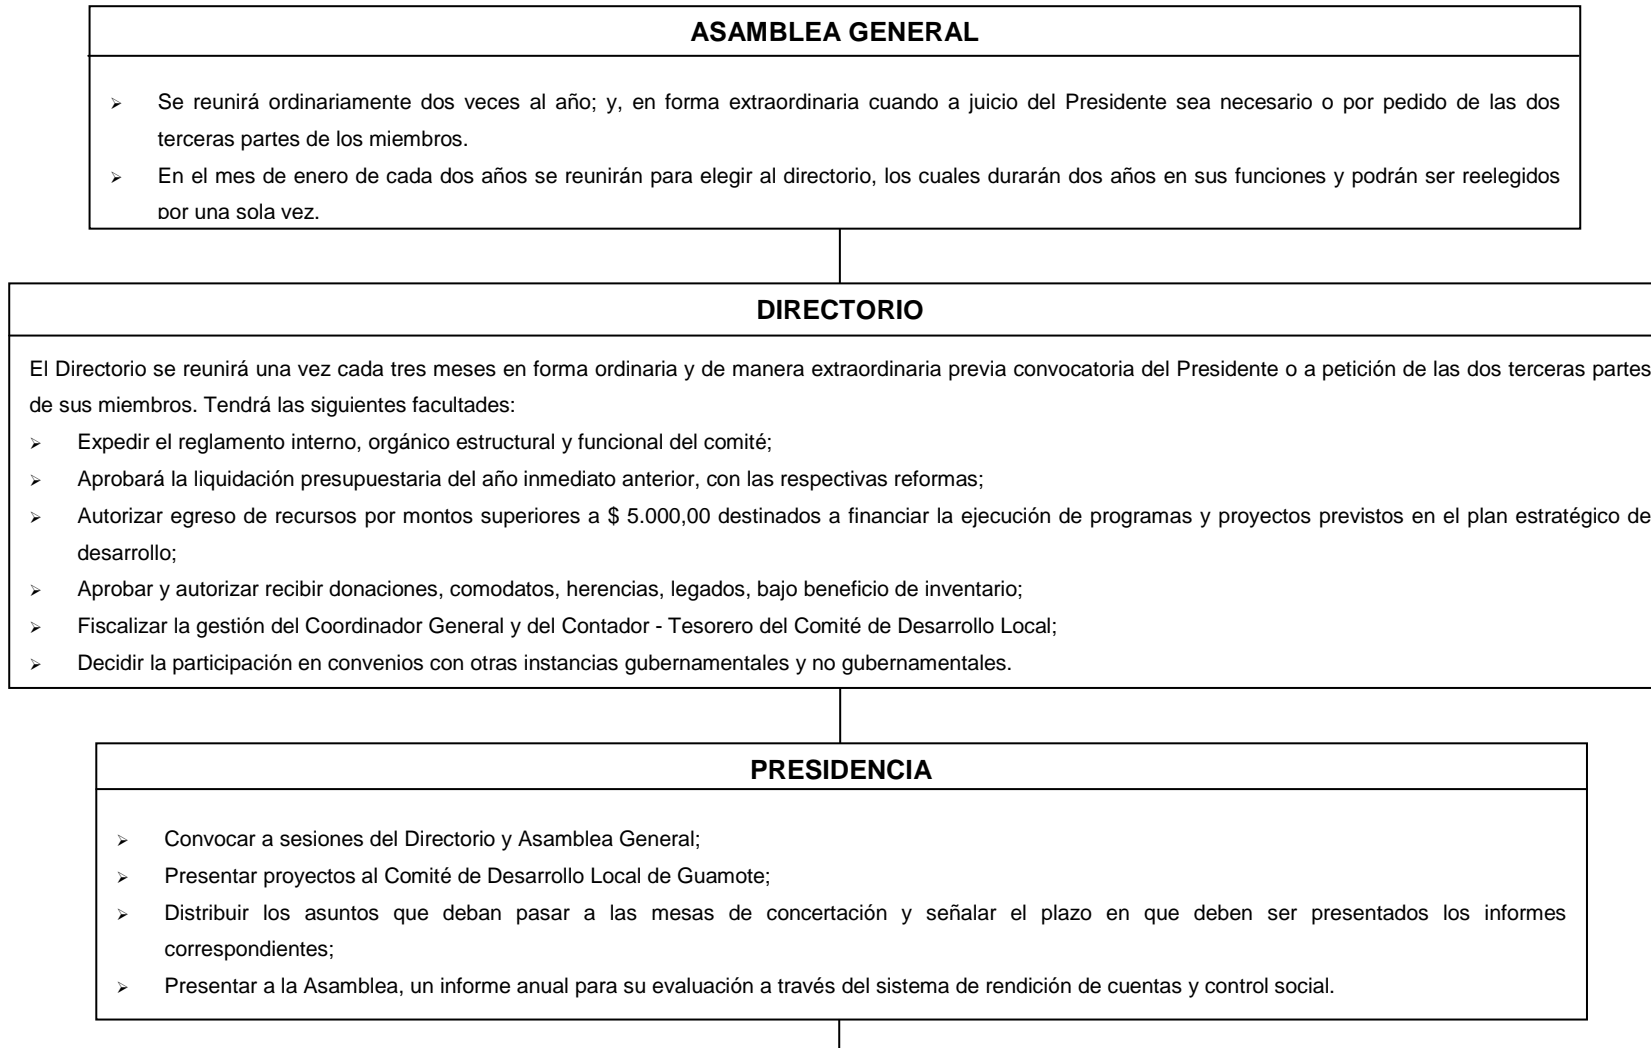 ASAMBLEA GENERAL
➢ Se reunirá ordinariamente dos veces al año; y, en forma extraordinaria cuando a juicio del Presidente sea necesario o por pedido de las dos
terceras partes de los miembros.
➢ En el mes de enero de cada dos años se reunirán para elegir al directorio, los cuales durarán dos años en sus funciones y podrán ser reelegidos
por una sola vez.
DIRECTORIO
El Directorio se reunirá una vez cada tres meses en forma ordinaria y de manera extraordinaria previa convocatoria del Presidente o a petición de las dos terceras partes
de sus miembros. Tendrá las siguientes facultades:
➢ Expedir el reglamento interno, orgánico estructural y funcional del comité;
➢ Aprobará la liquidación presupuestaria del año inmediato anterior, con las respectivas reformas;
➢ Autorizar egreso de recursos por montos superiores a $ 5.000,00 destinados a financiar la ejecución de programas y proyectos previstos en el plan estratégico de
desarrollo;
➢ Aprobar y autorizar recibir donaciones, comodatos, herencias, legados, bajo beneficio de inventario;
➢ Fiscalizar la gestión del Coordinador General y del Contador - Tesorero del Comité de Desarrollo Local;
➢ Decidir la participación en convenios con otras instancias gubernamentales y no gubernamentales.
PRESIDENCIA
➢ Convocar a sesiones del Directorio y Asamblea General;
➢ Presentar proyectos al Comité de Desarrollo Local de Guamote;
➢ Distribuir los asuntos que deban pasar a las mesas de concertación y señalar el plazo en que deben ser presentados los informes
correspondientes;
➢ Presentar a la Asamblea, un informe anual para su evaluación a través del sistema de rendición de cuentas y control social.